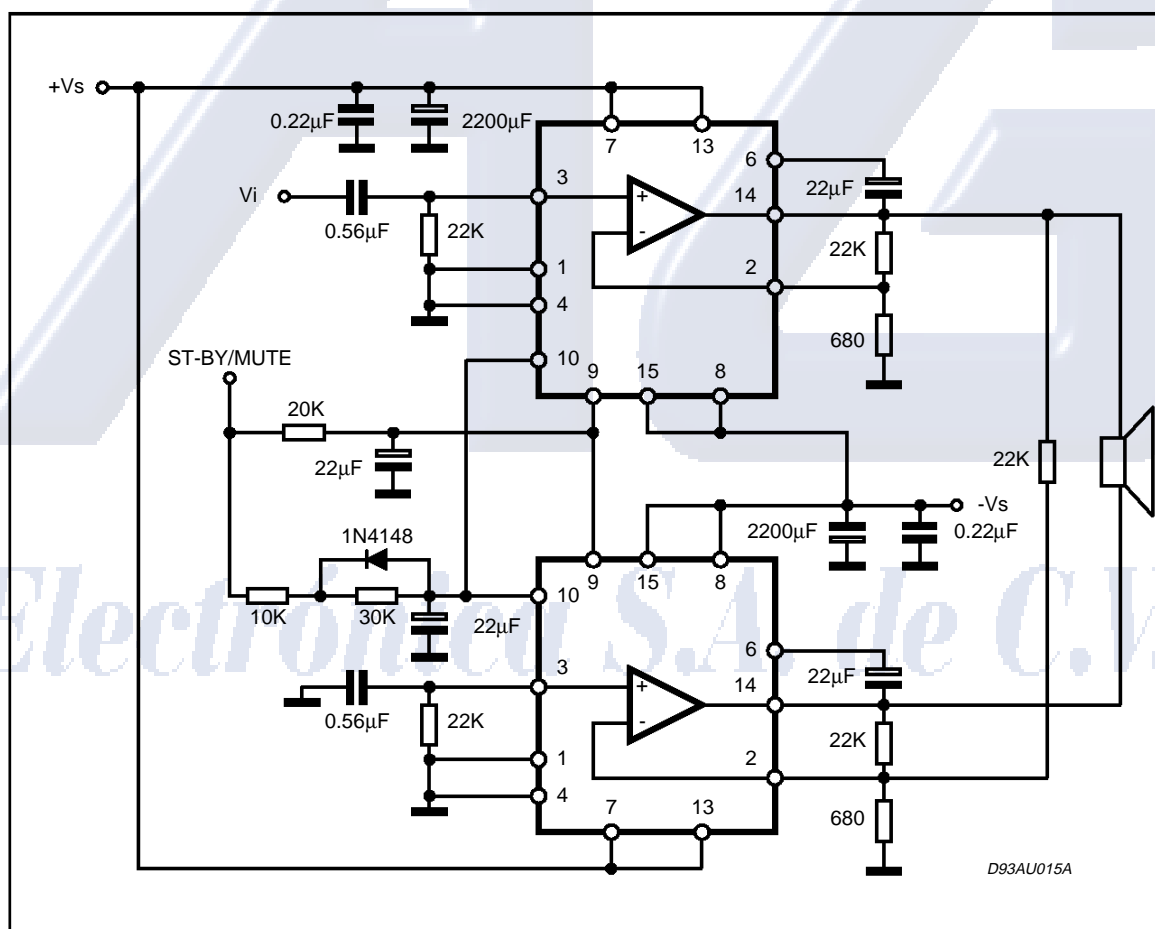 +Vs
0.22µF
2200µF
7
13
3
6
22µF
14
Vi
0.56µF
22K
22K
1
2
4
680
ST-BY/MUTE
10
9
15
8
20K
22µF
22K
-Vs
1N4148
2200µF
0.22µF
9
15
8
10
10K
30K
22µF
Electrónica S.A. de C.V
6
3
22µF
14
0.56µF
22K
22K
1
2
4
7
13
680
D93AU015A